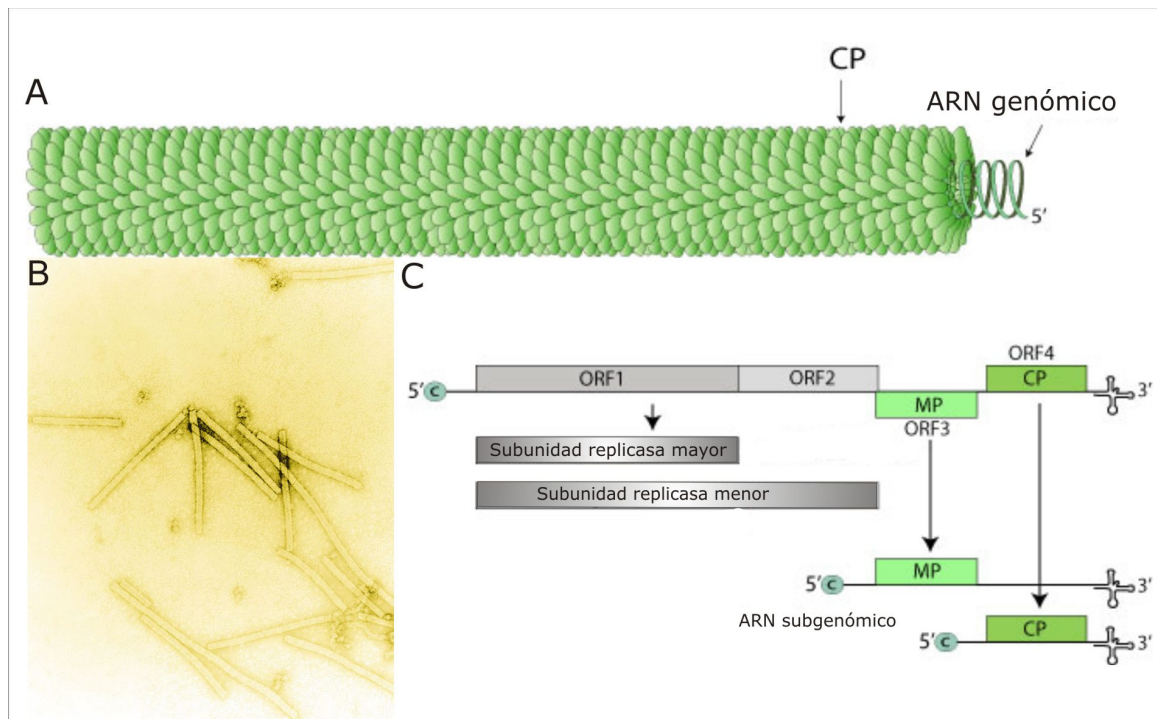 A
CP
ARN genómico
5'
B
C
ORF4
5' C ORF1 ORF2 CP 3'
MP
ORF3
Subunidad replicasa mayor
Subunidad replicasa menor
5' C MP 3'
ARN subgenómico
5' C CP 3'